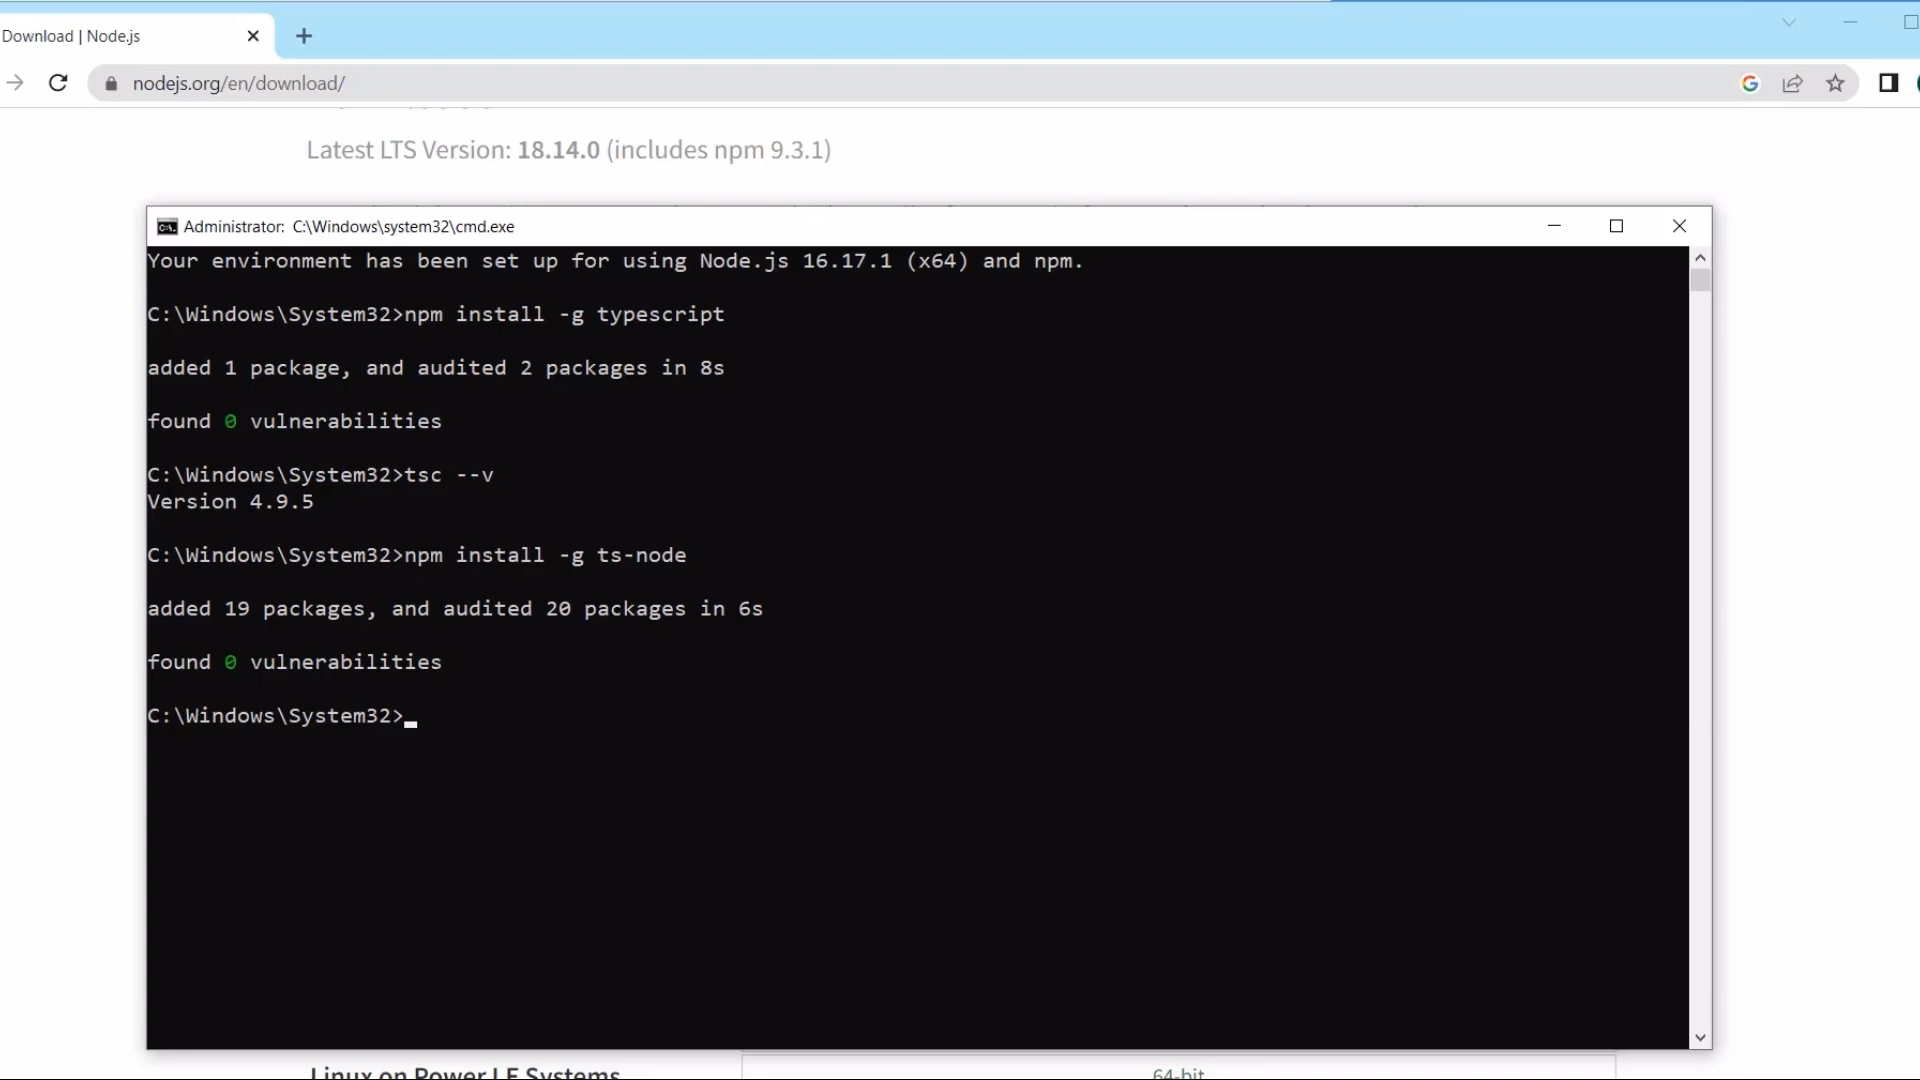 Download | Node.js
nodejs.org/en/download/
Latest LTS Version: 18.14.0 (includes npm 9.3.1)
Administrator: C:\Windows\system32\cmd.exe
Your environment has been set up for using Node.js 16.17.1 (x64) and npm.
C:\Windows\System32>npm install -g typescript
added 1 package, and audited 2 packages in 8s
found 0 vulnerabilities
C:\Windows\System32>tsc --v
Version 4.9.5
C:\Windows\System32>npm install -g ts-node
added 19 packages, and audited 20 packages in 6s
found 0 vulnerabilities
C:\Windows\System32>
Linux on Power LE Systems
64-bit